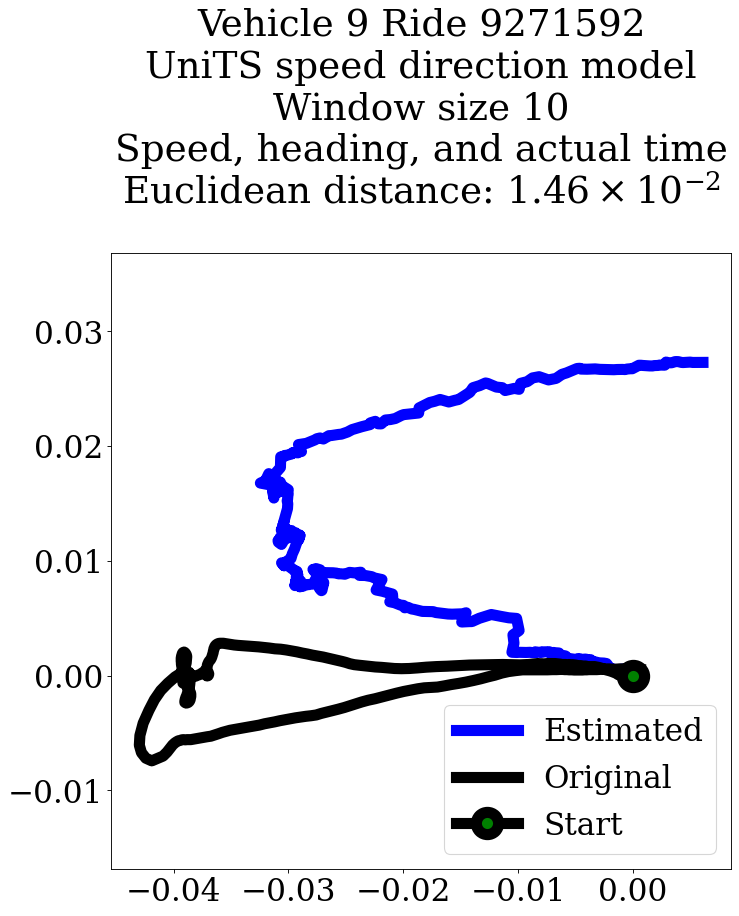 Vehicle 9 Ride 9271592
UniTS speed direction model
Window size 10
Speed, heading, and actual time
Euclidean distance: 1.46 × 10⁻²
0.03
0.02
0.01
0.00
−0.01
Estimated
Original
Start
−0.04 −0.03 −0.02 −0.01 0.00